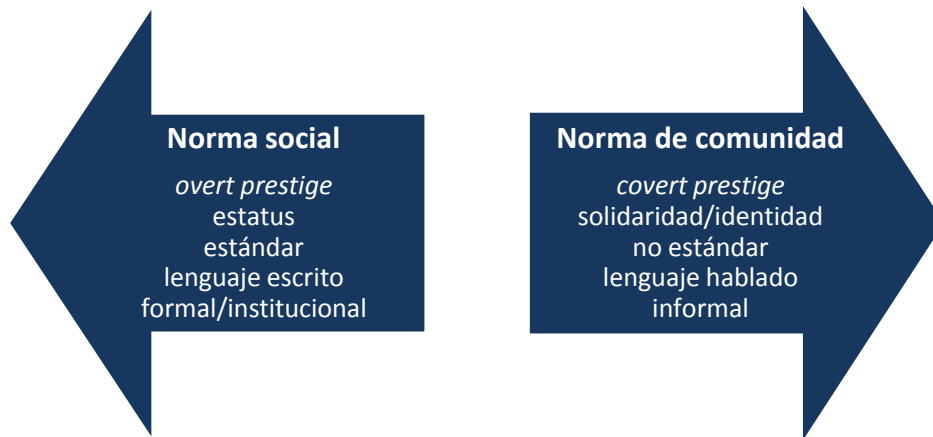 Norma social
overt prestige
estatus
estándar
lenguaje escrito
formal/institucional
Norma de comunidad
covert prestige
solidaridad/identidad
no estándar
lenguaje hablado
informal